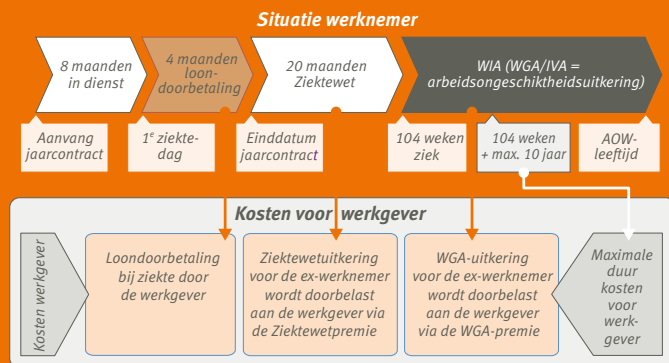 Situatie werknemer
8 maanden
in dienst
4 maanden
loon-
doorbetaling
20 maanden
Ziektewet
WIA (WGA/IVA =
arbeidsongeschiktheidsuitkering)
Aanvang
jaarcontract
1e ziekte-
dag
Einddatum
jaarcontract
104 weken
ziek
104 weken
+ max. 10 jaar
AOW-
leeftijd
Kosten voor werkgever
Kosten werkgever
Loondoorbetaling
bij ziekte door
de werkgever
Ziektewetuitkering
voor de ex-werknemer
wordt doorbelast
aan de werkgever via
de Ziektewetpremie
WGA-uitkering
voor de ex-werknemer
wordt doorbelast
aan de werkgever
via de WGA-premie
Maximale
duur
kosten
voor
werk-
gever